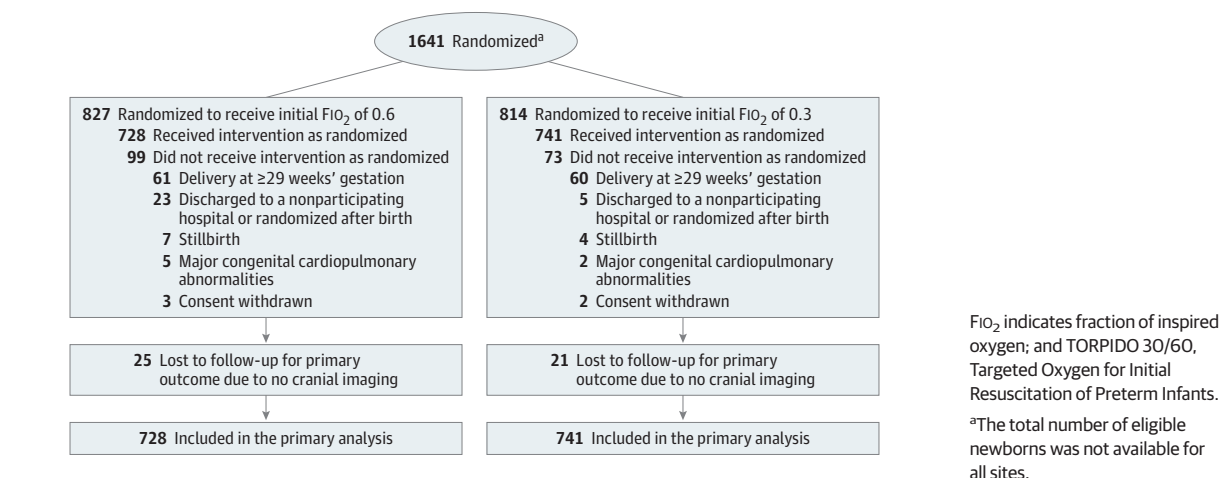 1641 Randomizedᵃ
827 Randomized to receive initial FIO₂ of 0.6
728 Received intervention as randomized
99 Did not receive intervention as randomized
61 Delivery at ≥29 weeks' gestation
23 Discharged to a nonparticipating
hospital or randomized after birth
7 Stillbirth
5 Major congenital cardiopulmonary
abnormalities
3 Consent withdrawn
814 Randomized to receive initial FIO₂ of 0.3
741 Received intervention as randomized
73 Did not receive intervention as randomized
60 Delivery at ≥29 weeks' gestation
5 Discharged to a nonparticipating
hospital or randomized after birth
4 Stillbirth
2 Major congenital cardiopulmonary
abnormalities
2 Consent withdrawn
25 Lost to follow-up for primary
outcome due to no cranial imaging
21 Lost to follow-up for primary
outcome due to no cranial imaging
728 Included in the primary analysis
741 Included in the primary analysis
FIO₂ indicates fraction of inspired
oxygen; and TORPIDO 30/60,
Targeted Oxygen for Initial
Resuscitation of Preterm Infants.
ᵃThe total number of eligible
newborns was not available for
all sites.